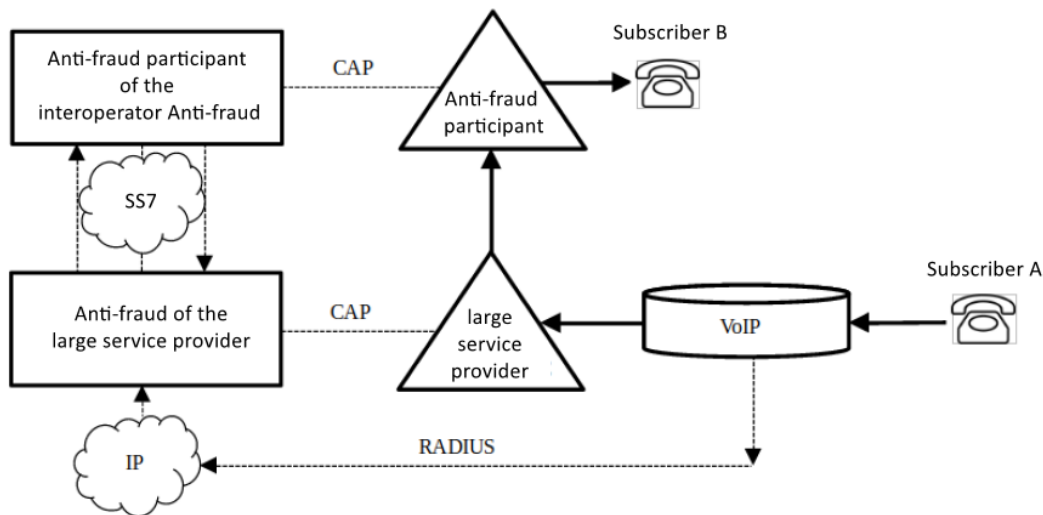 Anti-fraud participant
of the
interoperator Anti-fraud
CAP
Anti-fraud
participant
Subscriber B
SS7
Anti-fraud of the
large service provider
CAP
large
service
provider
VoIP
Subscriber A
IP
RADIUS